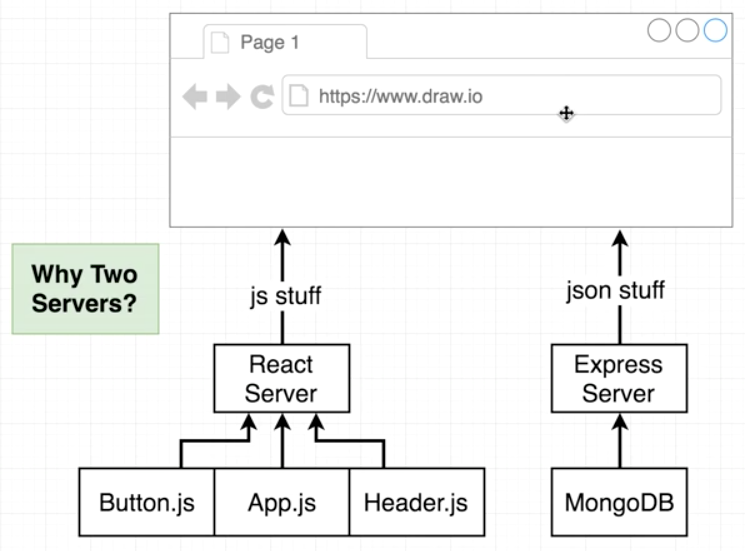 Page 1
https://www.draw.io
Why Two
Servers?
js stuff
json stuff
React
Server
Express
Server
Button.js
App.js
Header.js
MongoDB